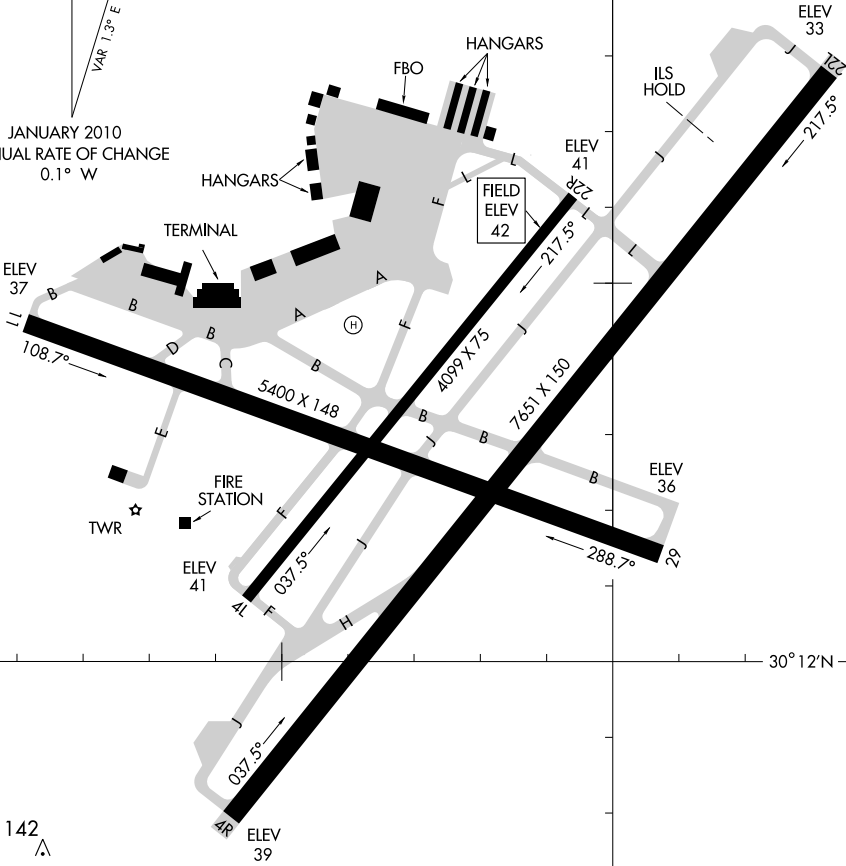 ELEV
33
HANGARS
FBO
VAR 1.3° E
J
22L
ILS
HOLD
217.5°
JANUARY 2010
UAL RATE OF CHANGE
0.1° W
ELEV
41
22R
L
L
J
HANGARS
F
FIELD
ELEV
42
L
L
217.5°
TERMINAL
ELEV
37
B
B
A
A
H
F
J
11
B
D
C
B
108.7°
4099 X 75
7651 X 150
5400 X 148
B
B
J
B
E
ELEV
36
FIRE
STATION
TWR
F
J
288.7°
29
ELEV
41
037.5°
4L
F
H
30°12'N
J
037.5°
4R
ELEV
39
142